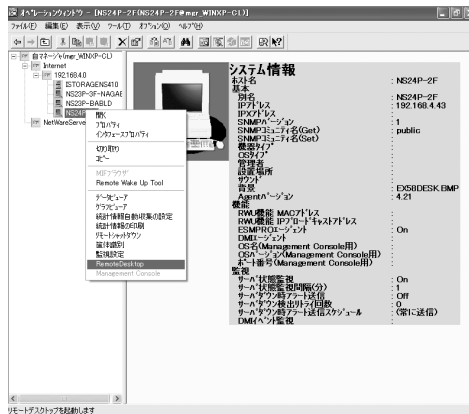 オペレーションウィンドウ - [NS24P-2F(NS24P-2F@mer_WINXP-CL)]
ファイル(F) 編集(E) 表示(V) ツール(T) オプション(O) ヘルプ(H)
自マネージャ(mer_WINXP-CL)
Internet
192.168.4.0
ISTORAGENS410
NS23P-3F-NAGAE
NS23P-BABLD
NS24P
NetWareServe
開く
プロパティ
インタフェースプロパティ
切り取り
コピー
MIFブラウザ
Remote Wake Up Tool
データビューア
グラフビューア
統計情報自動収集の設定
統計情報の印刷
リモートシャットダウン
筐体識別
監視設定
RemoteDesktop
Management Console
システム情報
ホスト名 : NS24P-2F
基本
別名 : NS24P-2F
IPアドレス : 192.168.4.43
IPXアドレス :
SNMPバージョン : 1
SNMPコミュニティ名(Get) : public
SNMPコミュニティ名(Set) :
機器タイプ :
OSタイプ :
管理者 :
設置場所 :
サウンド :
背景 : EX58DESK.BMP
Agentバージョン : 4.21
機能
RWU機能 MACアドレス :
RWU機能 IPブロードキャストアドレス :
ESMPROエージェント : On
DMIエージェント :
OS名(Management Console用) :
OSバージョン(Management Console用) :
ポート番号(Management Console用) :
監視
サーバ状態監視 : On
サーバ状態監視間隔(分) : 1
サーバダウン時アラート送信 : Off
サーバダウン検出リトライ回数 : 0
サーバダウン時アラート送信スケジュール : (常に送信)
DMIイベント監視 :
リモートデスクトップを起動します